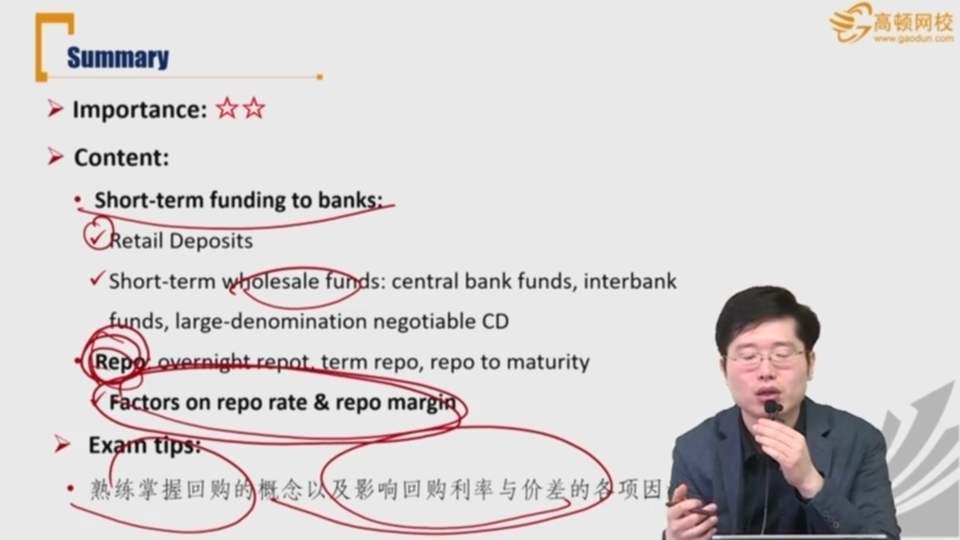 高顿网校
www.gaodun.com
Summary
Importance: ☆☆
Content:
Short-term funding to banks:
Retail Deposits
Short-term wholesale funds: central bank funds, interbank
funds, large-denomination negotiable CD
Repo: overnight repot, term repo, repo to maturity
Factors on repo rate & repo margin
Exam tips:
熟练掌握回购的概念以及影响回购利率与价差的各项因